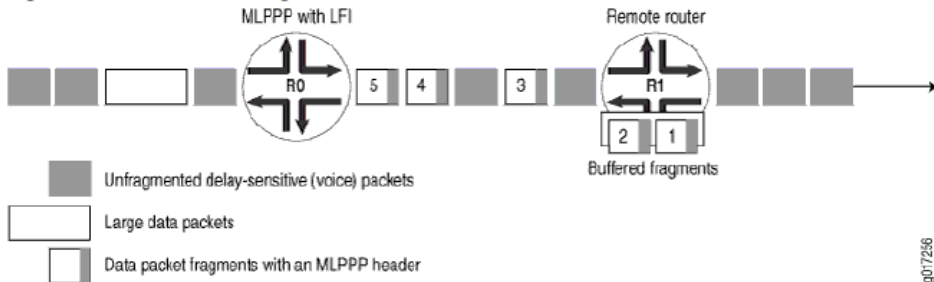 MLPPP with LFI
Remote router
R0
5
4
3
R1
2
1
Buffered fragments
Unfragmented delay-sensitive (voice) packets
Large data packets
Data packet fragments with an MLPPP header
g017256